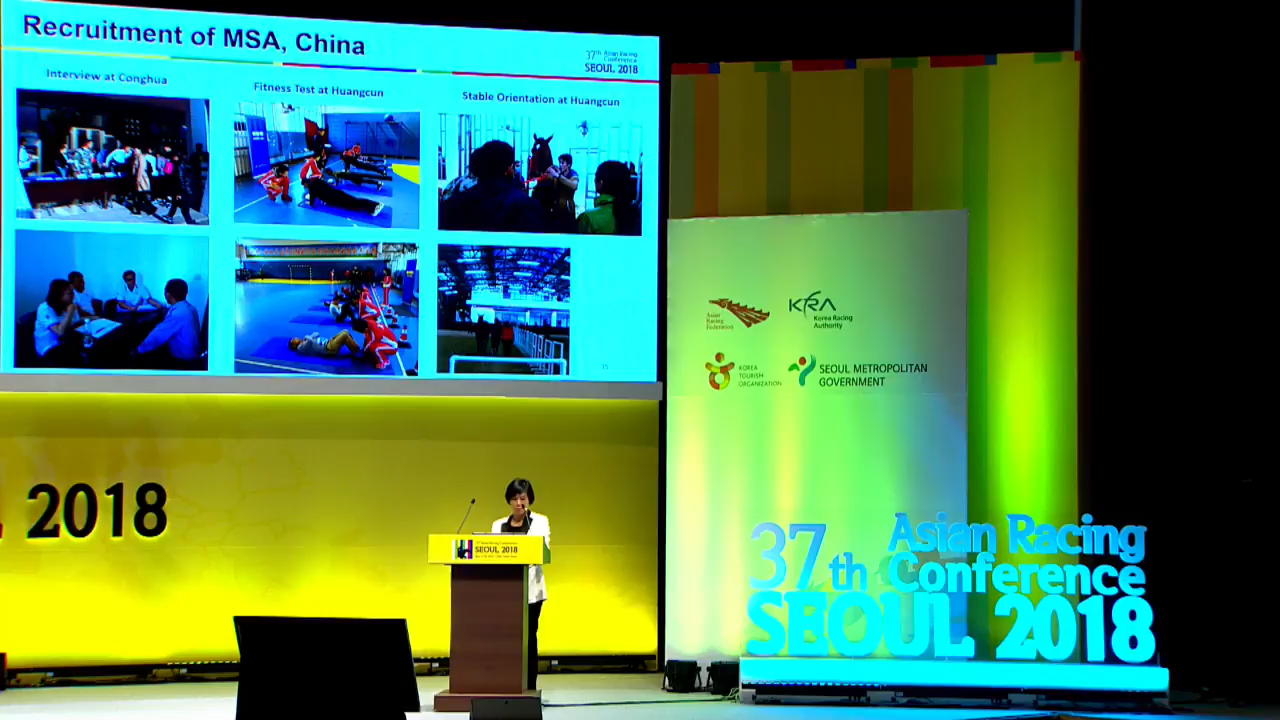 Recruitment of MSA, China
37th Asian Racing
Conference
SEOUL 2018
Interview at Conghua
Fitness Test at Huangcun
Stable Orientation at Huangcun
15
Asian
Racing
Federation
KRA
Korea Racing
Authority
KOREA
TOURISM
ORGANIZATION
SEOUL METROPOLITAN
GOVERNMENT
2018
SEOUL 2018
37th Asian Racing
Conference
SEOUL 2018